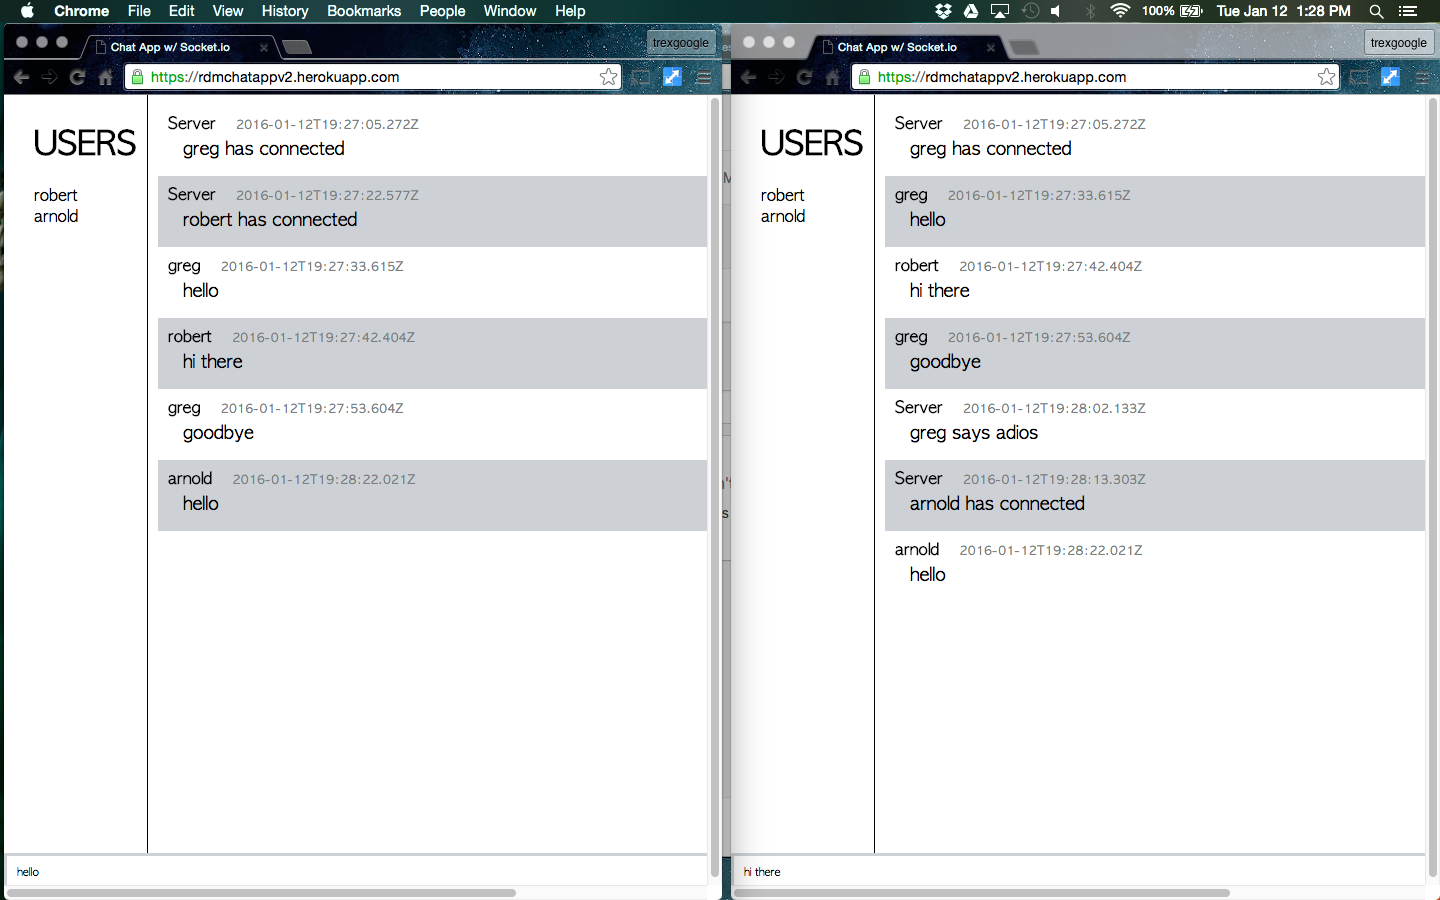 Chrome File Edit View History Bookmarks People Window Help 100% Tue Jan 12 1:28 PM
Chat App w/ Socket.io
trexgoogle
https://rdmchatappv2.herokuapp.com
USERS
robert
arnold
Server 2016-01-12T19:27:05.272Z
greg has connected
Server 2016-01-12T19:27:22.577Z
robert has connected
greg 2016-01-12T19:27:33.615Z
hello
robert 2016-01-12T19:27:42.404Z
hi there
greg 2016-01-12T19:27:53.604Z
goodbye
arnold 2016-01-12T19:28:22.021Z
hello
hello
Chat App w/ Socket.io
trexgoogle
https://rdmchatappv2.herokuapp.com
USERS
robert
arnold
Server 2016-01-12T19:27:05.272Z
greg has connected
greg 2016-01-12T19:27:33.615Z
hello
robert 2016-01-12T19:27:42.404Z
hi there
greg 2016-01-12T19:27:53.604Z
goodbye
Server 2016-01-12T19:28:02.133Z
greg says adios
Server 2016-01-12T19:28:13.303Z
arnold has connected
arnold 2016-01-12T19:28:22.021Z
hello
hi there